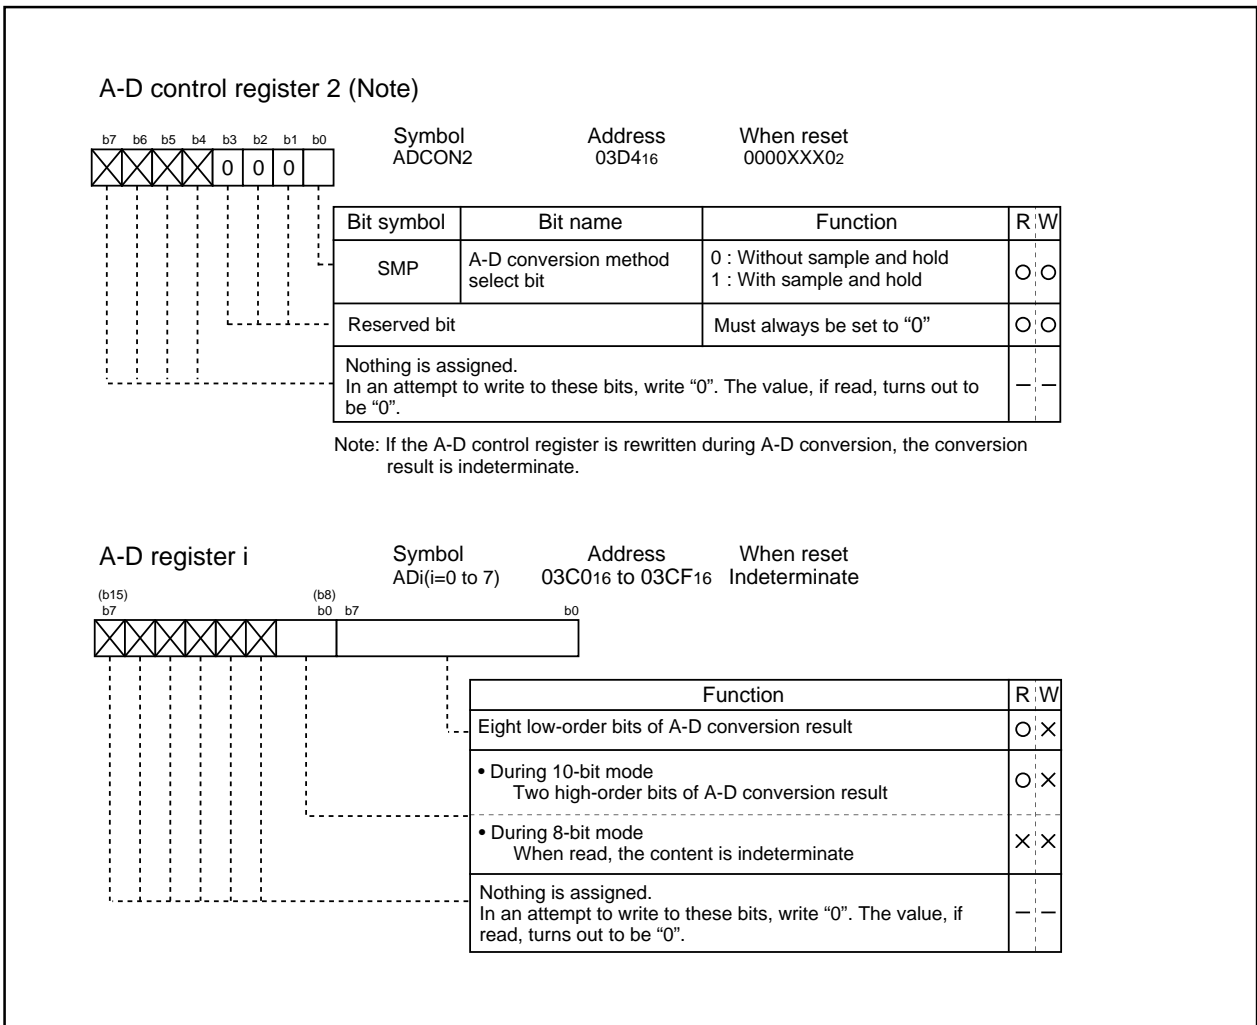 A-D control register 2 (Note)
b7 b6 b5 b4 b3 b2 b1 b0
0 0 0
Symbol Address When reset
ADCON2 03D416 0000XXX02
Bit symbol Bit name Function R W
SMP A-D conversion method select bit 0 : Without sample and hold 1 : With sample and hold
Reserved bit Must always be set to “0”
Nothing is assigned.
In an attempt to write to these bits, write “0”. The value, if read, turns out to
be “0”.
Note: If the A-D control register is rewritten during A-D conversion, the conversion
result is indeterminate.
A-D register i
Symbol Address When reset
ADi(i=0 to 7) 03C016 to 03CF16 Indeterminate
(b15) (b8)
b7 b0 b7 b0
Function R W
Eight low-order bits of A-D conversion result
• During 10-bit mode
Two high-order bits of A-D conversion result
• During 8-bit mode
When read, the content is indeterminate
Nothing is assigned.
In an attempt to write to these bits, write “0”. The value, if
read, turns out to be “0”.